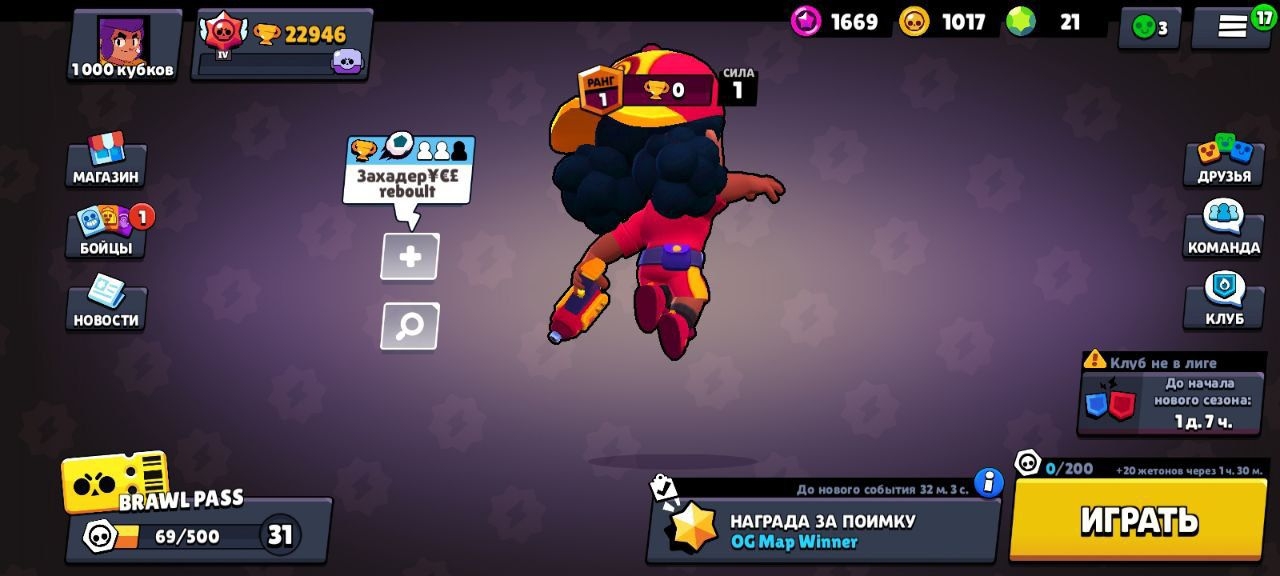 1000 кубков
IV
22946
1669
1017
21
3
17
РАНГ
1
0
СИЛА
1
МАГАЗИН
БОЙЦЫ
1
НОВОСТИ
Захадер¥€£
reboult
ДРУЗЬЯ
КОМАНДА
КЛУБ
Клуб не в лиге
До начала
нового сезона:
1 д. 7 ч.
BRAWL PASS
69/500
31
До нового события 32 м. 3 с.
НАГРАДА ЗА ПОИМКУ
OG Map Winner
0/200
+20 жетонов через 1 ч. 30 м.
ИГРАТЬ